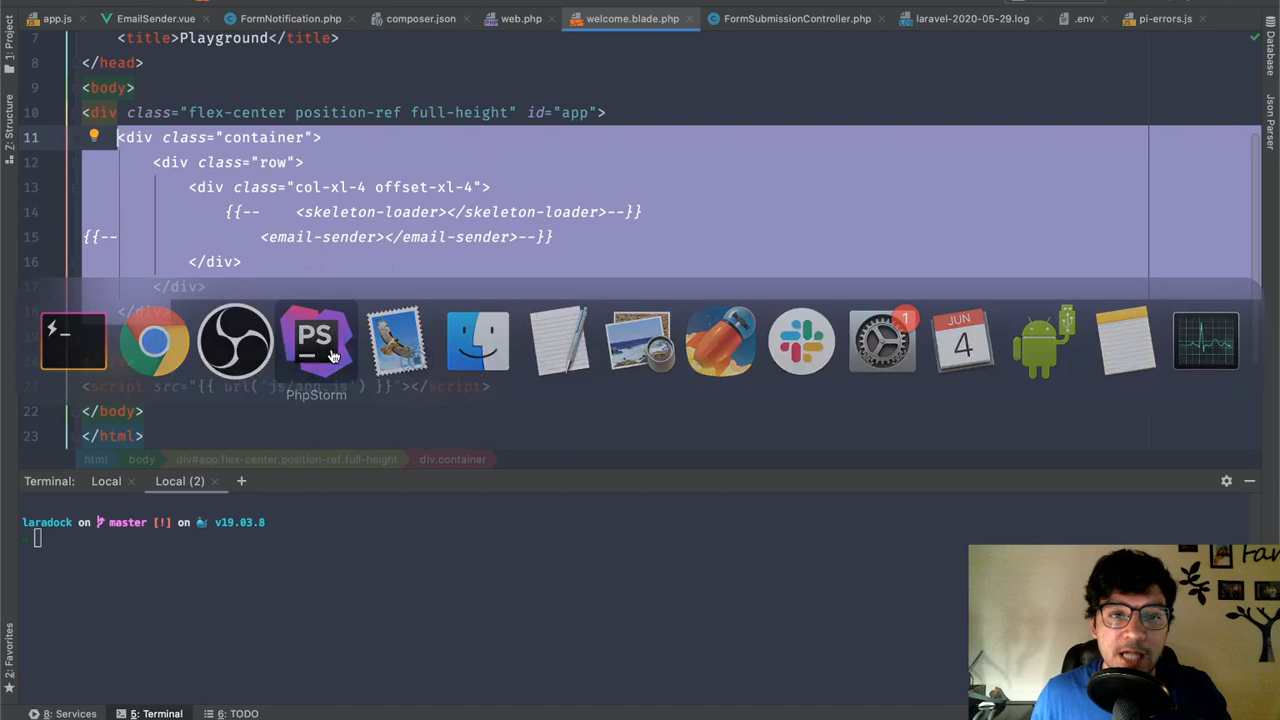 app.js
EmailSender.vue
FormNotification.php
composer.json
web.php
welcome.blade.php
FormSubmissionController.php
laravel-2020-05-29.log
.env
pi-errors.js
1: Project
Z: Structure
2: Favorites
Database
Json Parser
7 <title>Playground</title>
8 </head>
9 <body>
10 <div class="flex-center position-ref full-height" id="app">
11 <div class="container">
12 <div class="row">
13 <div class="col-xl-4 offset-xl-4">
14 {{-- <skeleton-loader></skeleton-loader>--}}
15 {{-- <email-sender></email-sender>--}}
16 </div>
17 </div>
18 </div>
PS
1
JUN
4
PhpStorm
21 <script src="{{ url('js/app.js') }}"></script>
22 </body>
23 </html>
html body div#app.flex-center.position-ref.full-height div.container
Terminal: Local Local (2)
laradock on master [!] on v19.03.8
8: Services 5: Terminal 6: TODO